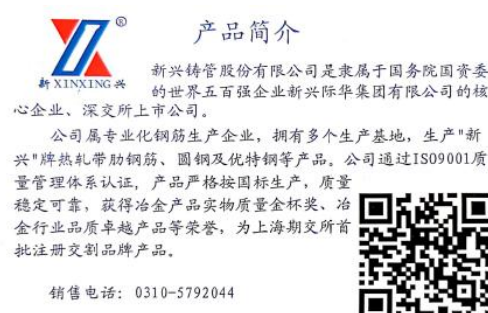 产品简介
®
新XINXING兴
新兴铸管股份有限公司是隶属于国务院国资委
的世界五百强企业新兴际华集团有限公司的核
心企业、深交所上市公司。
公司属专业化钢筋生产企业，拥有多个生产基地，生产"新
兴"牌热轧带肋钢筋、圆钢及优特钢等产品。公司通过ISO9001质
量管理体系认证，产品严格按国标生产，质量
稳定可靠，获得冶金产品实物质量金杯奖、冶
金行业品质卓越产品等荣誉，为上海期交所首
批注册交割品牌产品。
销售电话：0310-5792044